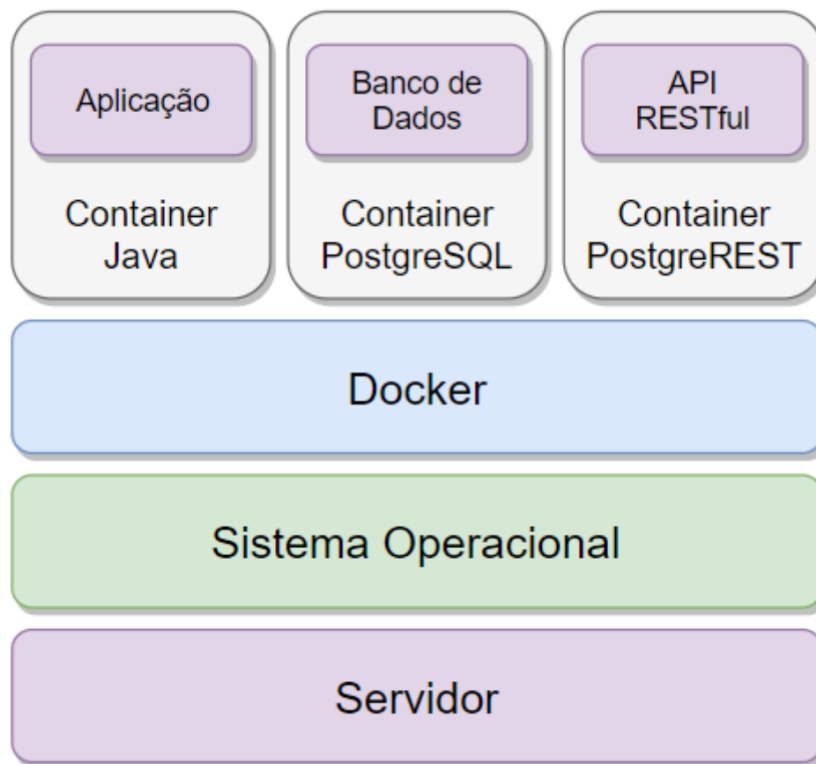 Aplicação
Banco de
Dados
API
RESTful
Container
Java
Container
PostgreSQL
Container
PostgreREST
Docker
Sistema Operacional
Servidor